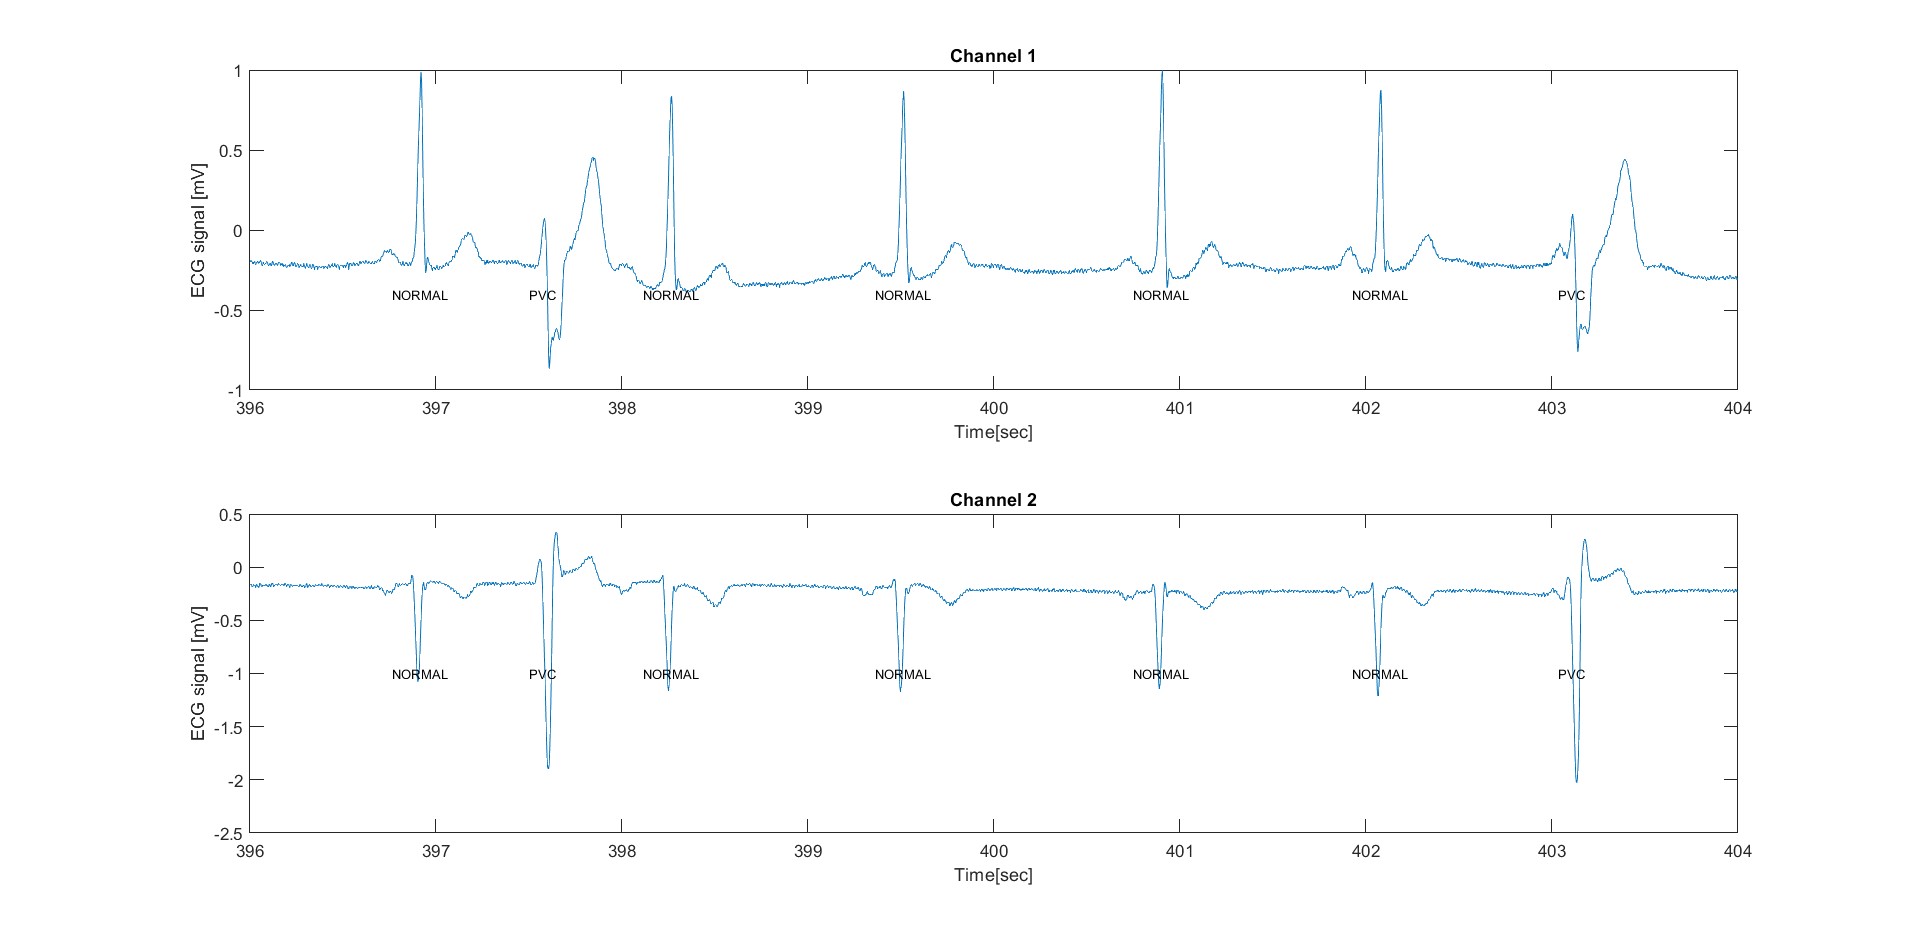 Channel 1
1
0.5
0
-0.5
-1
ECG signal [mV]
NORMAL PVC NORMAL NORMAL NORMAL NORMAL PVC
396 397 398 399 400 401 402 403 404
Time[sec]
Channel 2
0.5
0
-0.5
-1
-1.5
-2
-2.5
ECG signal [mV]
NORMAL PVC NORMAL NORMAL NORMAL NORMAL PVC
396 397 398 399 400 401 402 403 404
Time[sec]